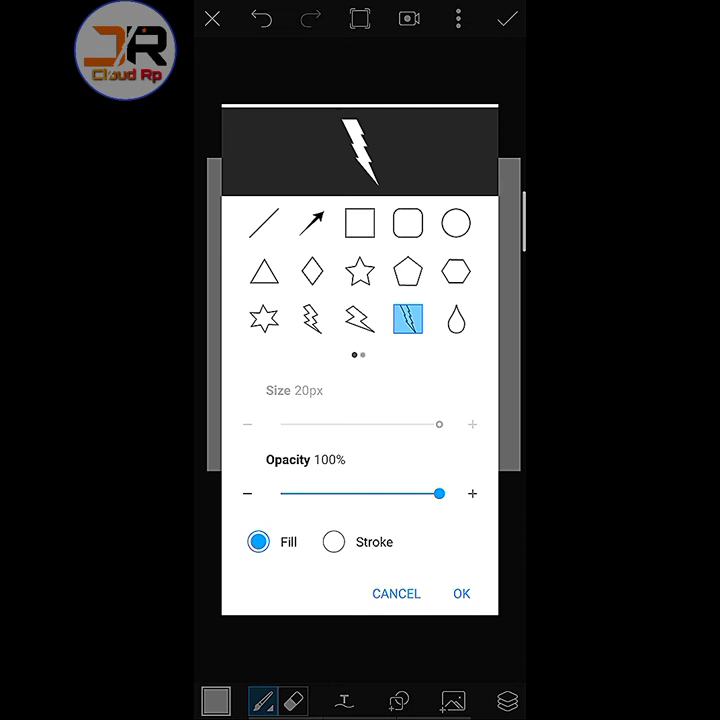 Cloud Rp
Size 20px
Opacity 100%
Fill
Stroke
CANCEL
OK